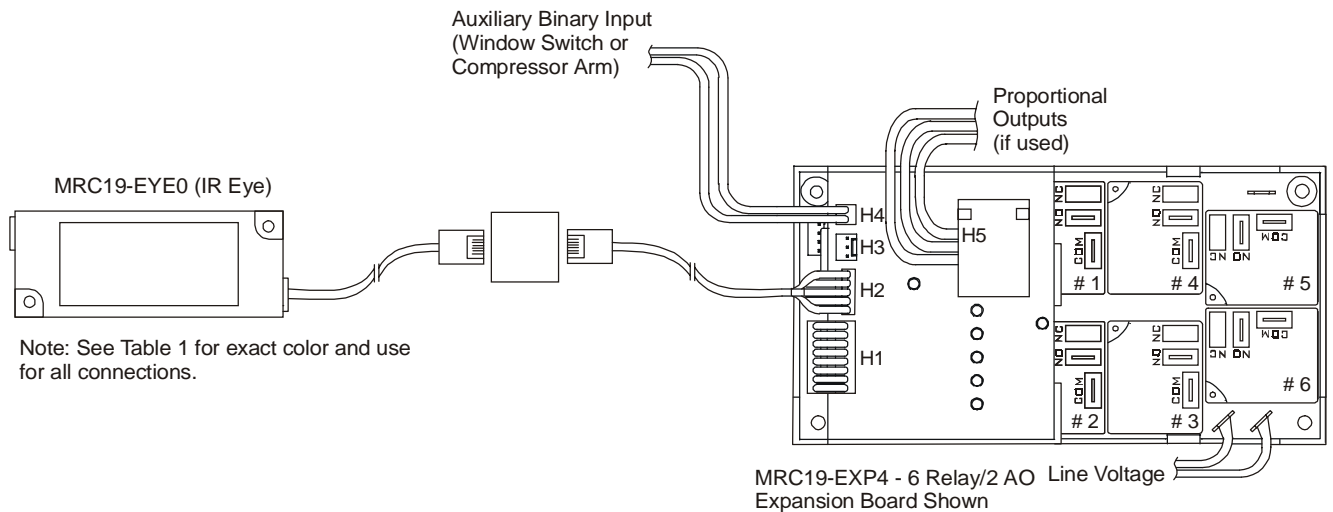 Auxiliary Binary Input
(Window Switch or
Compressor Arm)
Proportional
Outputs
(if used)
MRC19-EYE0 (IR Eye)
Note: See Table 1 for exact color and use
for all connections.
H4
H3
H2
H1
H5
NC
NO
COM
# 1
NC
NO
COM
# 4
NC
NO
COM
# 5
NC
NO
COM
# 2
NC
NO
COM
# 3
NC
NO
COM
# 6
MRC19-EXP4 - 6 Relay/2 AO
Expansion Board Shown
Line Voltage